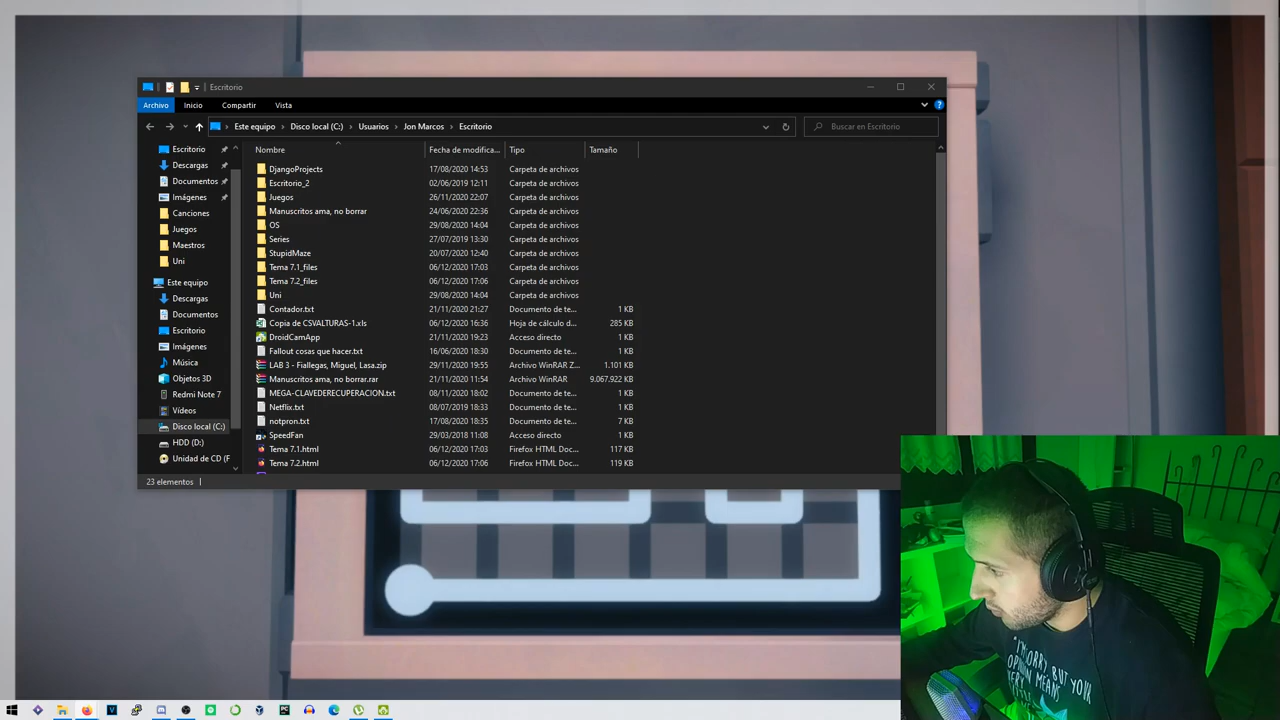 Escritorio
Archivo Inicio Compartir Vista
Este equipo > Disco local (C:) > Usuarios > Jon Marcos > Escritorio
Buscar en Escritorio
Nombre Fecha de modifica... Tipo Tamaño
Escritorio
Descargas
Documentos
Imágenes
Canciones
Juegos
Maestros
Uni
Este equipo
Descargas
Documentos
Escritorio
Imágenes
Música
Objetos 3D
Redmi Note 7
Vídeos
Disco local (C:)
HDD (D:)
Unidad de CD (F
DjangoProjects 17/08/2020 14:53 Carpeta de archivos
Escritorio_2 02/06/2019 12:11 Carpeta de archivos
Juegos 26/11/2020 22:07 Carpeta de archivos
Manuscritos ama, no borrar 24/06/2020 22:36 Carpeta de archivos
OS 29/08/2020 14:04 Carpeta de archivos
Series 27/07/2019 13:30 Carpeta de archivos
StupidMaze 20/07/2020 12:40 Carpeta de archivos
Tema 7.1_files 06/12/2020 17:03 Carpeta de archivos
Tema 7.2_files 06/12/2020 17:06 Carpeta de archivos
Uni 29/08/2020 14:04 Carpeta de archivos
Contador.txt 21/11/2020 21:27 Documento de te... 1 KB
Copia de CSVALTURAS-1.xls 06/12/2020 16:36 Hoja de cálculo d... 285 KB
DroidCamApp 21/11/2020 19:23 Acceso directo 1 KB
Fallout cosas que hacer.txt 16/06/2020 18:30 Documento de te... 1 KB
LAB 3 - Fiallegas, Miguel, Lasa.zip 29/11/2020 19:55 Archivo WinRAR Z... 1.101 KB
Manuscritos ama, no borrar.rar 21/11/2020 11:54 Archivo WinRAR 9.067.922 KB
MEGA-CLAVEDERECUPERACION.txt 08/11/2020 18:02 Documento de te... 1 KB
Netflix.txt 08/07/2019 18:33 Documento de te... 1 KB
notpron.txt 17/08/2020 18:35 Documento de te... 7 KB
SpeedFan 29/03/2018 11:08 Acceso directo 1 KB
Tema 7.1.html 06/12/2020 17:03 Firefox HTML Doc... 117 KB
Tema 7.2.html 06/12/2020 17:06 Firefox HTML Doc... 119 KB
23 elementos
"I'M SORRY BUT YOUR
OPINION MEANS
VERY